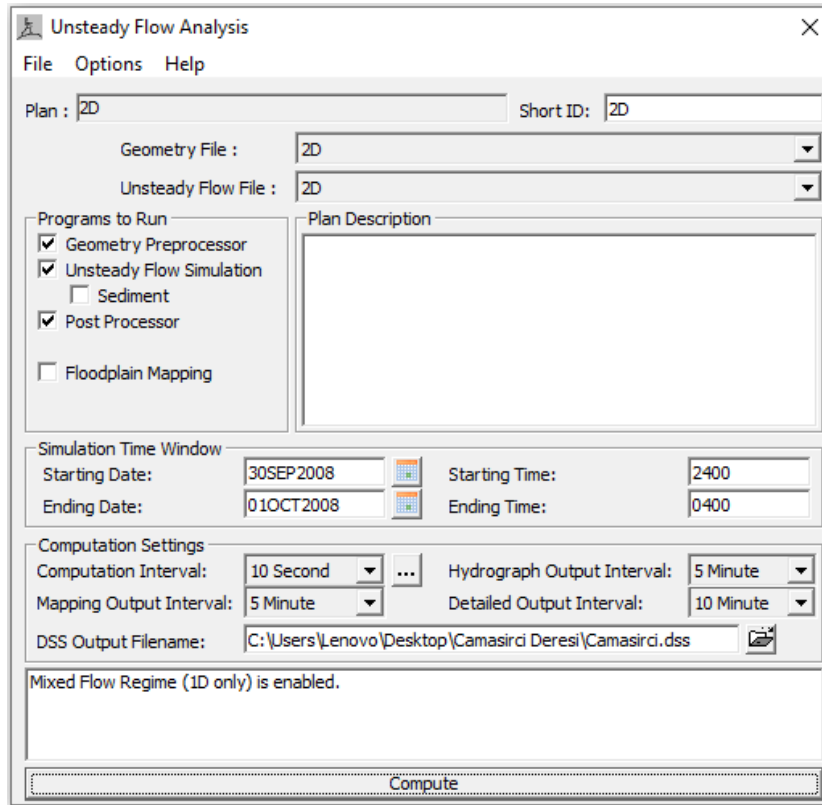 Unsteady Flow Analysis
File Options Help
Plan : 2D Short ID: 2D
Geometry File : 2D
Unsteady Flow File : 2D
Programs to Run Plan Description
Geometry Preprocessor
Unsteady Flow Simulation
Sediment
Post Processor
Floodplain Mapping
Simulation Time Window
Starting Date: 30SEP2008 Starting Time: 2400
Ending Date: 01OCT2008 Ending Time: 0400
Computation Settings
Computation Interval: 10 Second ... Hydrograph Output Interval: 5 Minute
Mapping Output Interval: 5 Minute Detailed Output Interval: 10 Minute
DSS Output Filename: C:\Users\Lenovo\Desktop\Camasirci Deresi\Camasirci.dss
Mixed Flow Regime (1D only) is enabled.
Compute